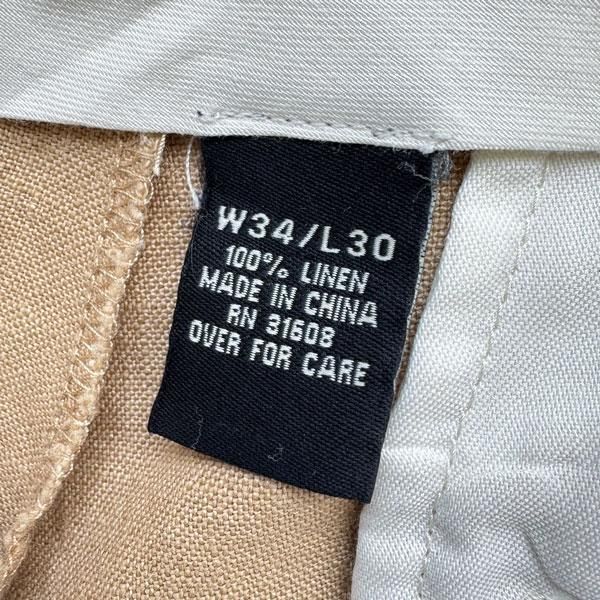 W34/L30
100% LINEN
MADE IN CHINA
RN 31608
OVER FOR CARE